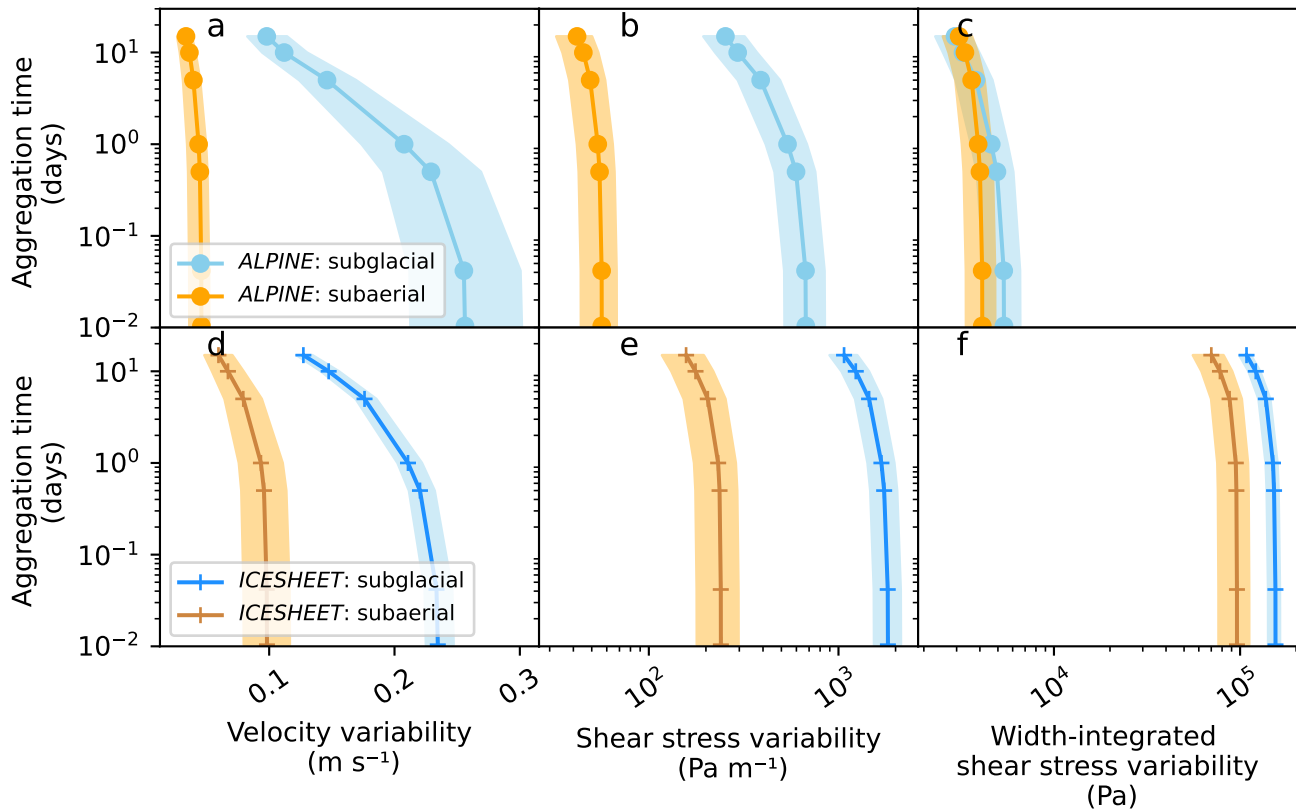 a
b
c
10¹
10⁰
10⁻¹
10⁻²
Aggregation time
(days)
ALPINE: subglacial
ALPINE: subaerial
d
e
f
10¹
10⁰
10⁻¹
10⁻²
Aggregation time
(days)
ICESHEET: subglacial
ICESHEET: subaerial
0.1
0.2
0.3
10²
10³
10⁴
10⁵
Velocity variability
(m s⁻¹)
Shear stress variability
(Pa m⁻¹)
Width-integrated
shear stress variability
(Pa)